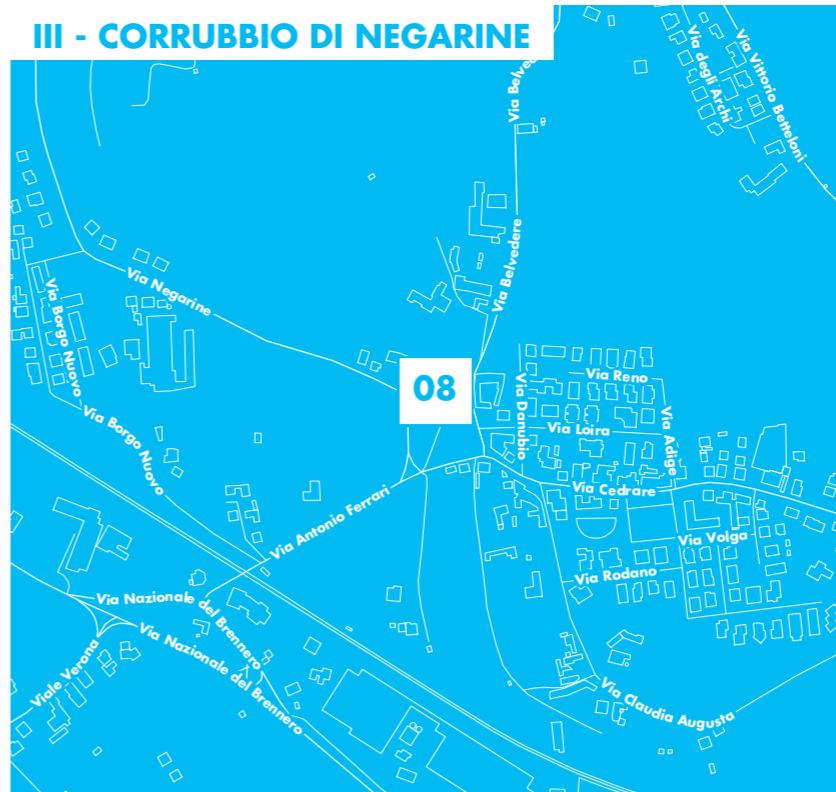 III - CORRUBBIO DI NEGARINE
Via Belved
Via degli Archi
Via Vittorio Betteloni
Via Belvedere
Via Negarine
Via Borgo Nuovo
08
Via Reno
Via Danubio
Via Loira
Via Adige
Via Borgo Nuovo
Via Cedrare
Via Antonio Ferrari
Via Volga
Via Rodano
Via Nazionale del Brennero
Via Nazionale del Brennero
Viale Verona
Via Claudia Augusta